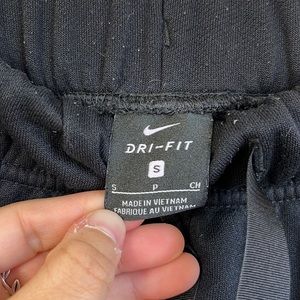 DRI-FIT
S
S P CH
MADE IN VIETNAM
FABRIQUE AU VIETNAM